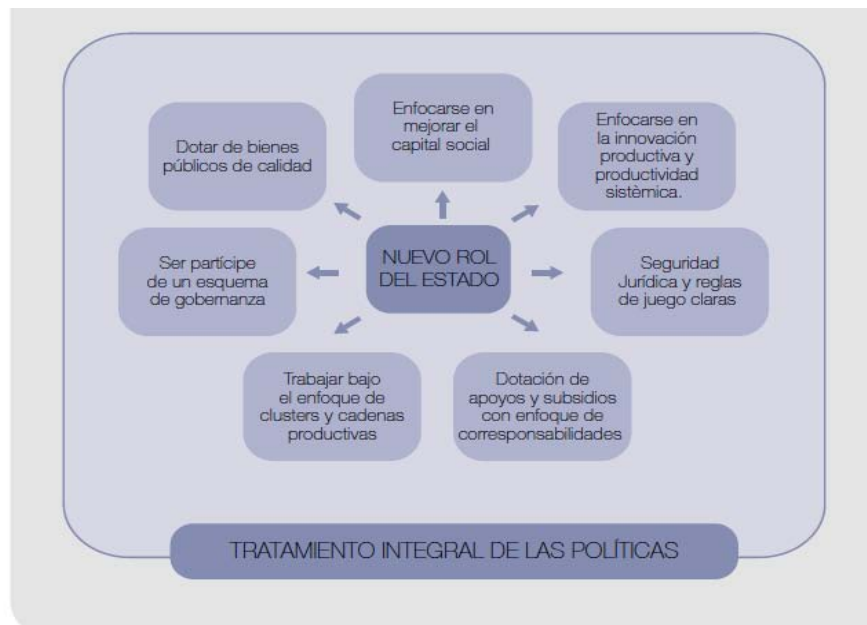 Enfocarse en
mejorar el
capital social
Dotar de bienes
públicos de calidad
Enfocarse en
la innovación
productiva y
productividad
sistèmica.
Ser partícipe
de un esquema
de gobernanza
NUEVO ROL
DEL ESTADO
Seguridad
Jurídica y reglas
de juego claras
Trabajar bajo
el enfoque de
clusters y cadenas
productivas
Dotación de
apoyos y subsidios
con enfoque de
corresponsabilidades
TRATAMIENTO INTEGRAL DE LAS POLÍTICAS